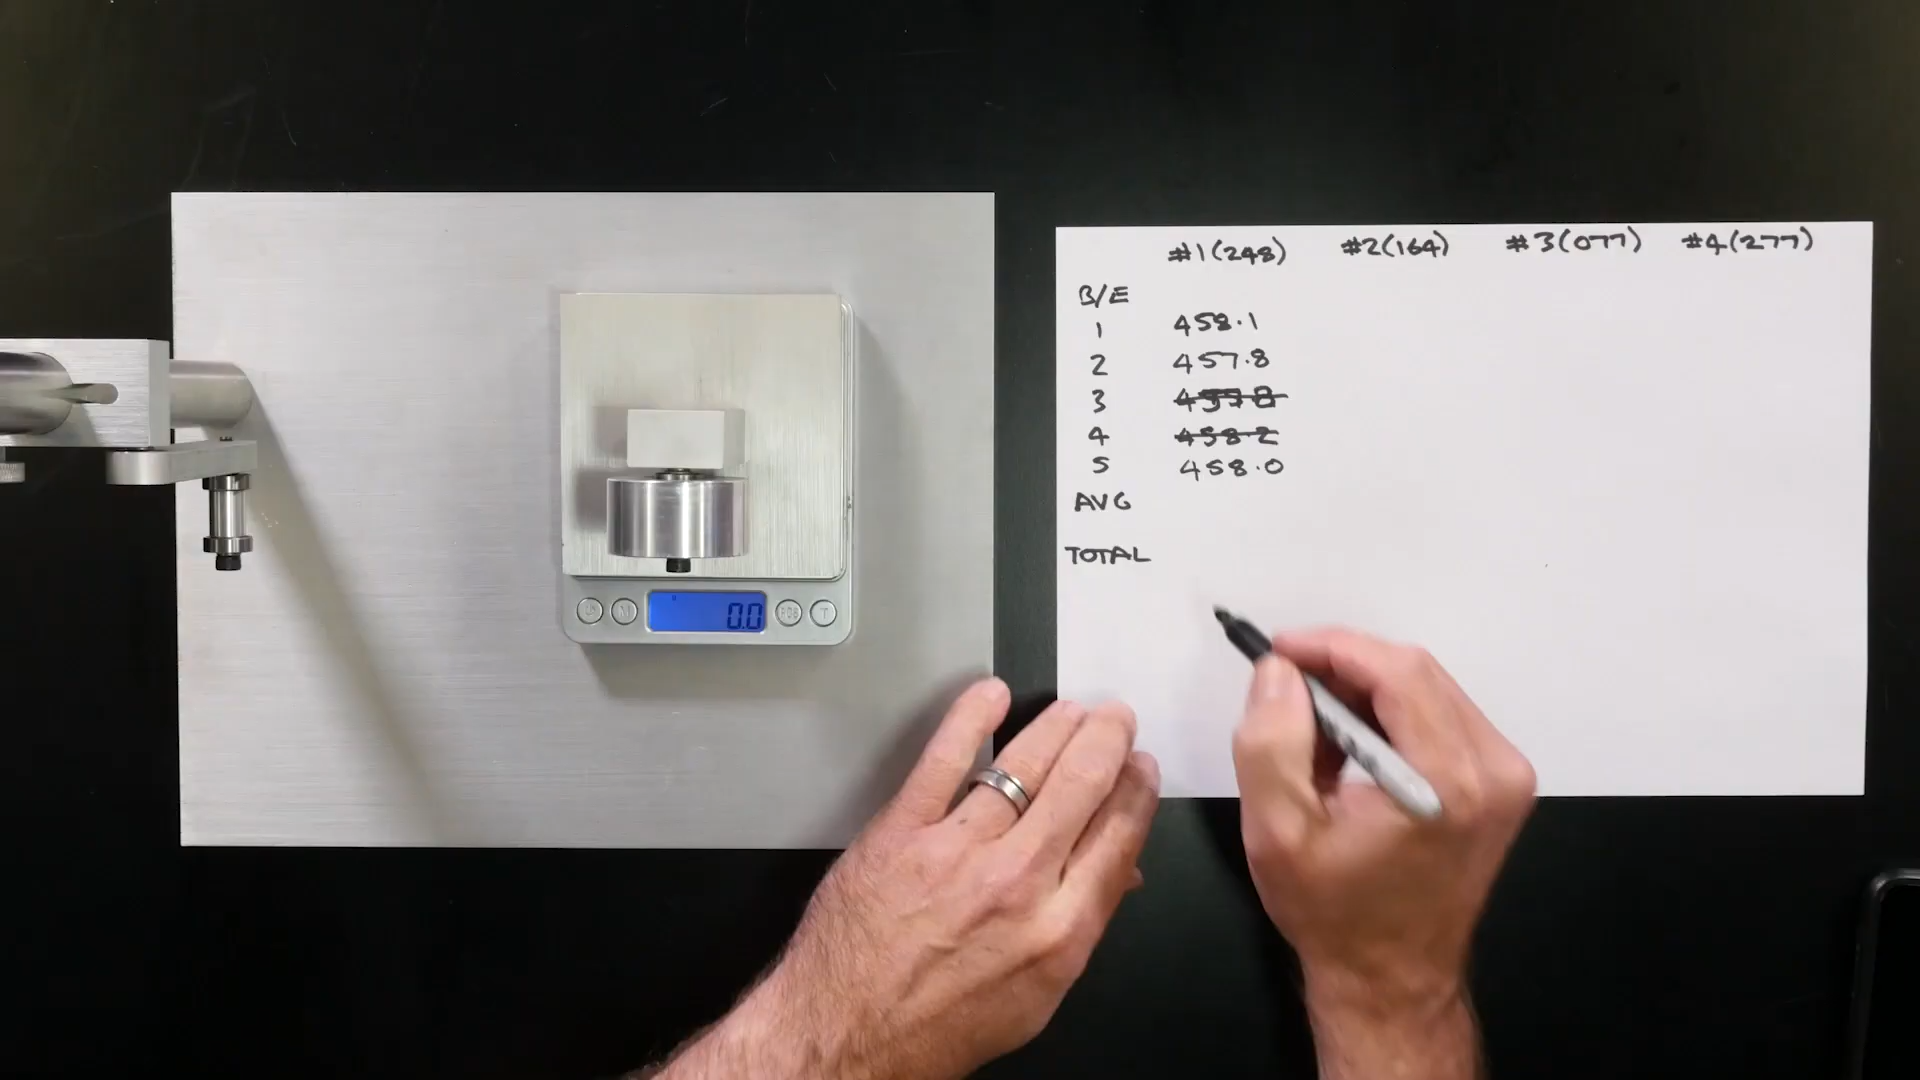 #1(248) #2(164) #3(077) #4(277)
B/E
1 458.1
2 457.8
3 457.8
4 458.2
5 458.0
AVG
TOTAL
0.0
M
T